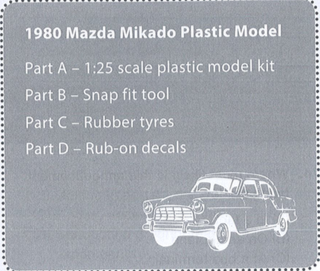 1980 Mazda Mikado Plastic Model
Part A – 1:25 scale plastic model kit
Part B – Snap fit tool
Part C – Rubber tyres
Part D – Rub-on decals